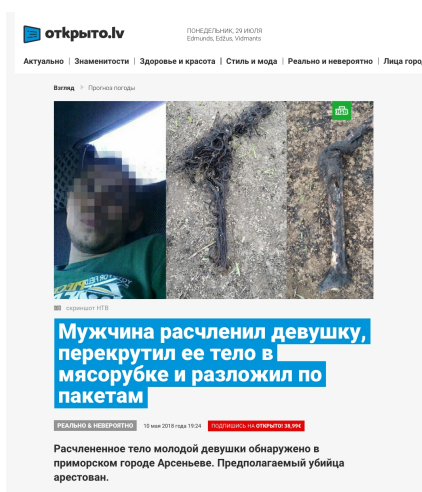 открыто.lv
ПОНЕДЕЛЬНИК, 29 ИЮЛЯ
Edmunds, Edžus, Vidmants
Актуально | Знаменитости | Здоровье и красота | Стиль и мода | Реально и невероятно | Лица горо
Взгляд > Прогноз погоды
НТВ
скриншот НТВ
Мужчина расчленил девушку,
перекрутил ее тело в
мясорубке и разложил по
пакетам
РЕАЛЬНО & НЕВЕРОЯТНО 10 мая 2018 года 19:24 ПОДПИШИСЬ НА ОТКРЫТО! 38,99€
Расчлененное тело молодой девушки обнаружено в
приморском городе Арсеньеве. Предполагаемый убийца
арестован.